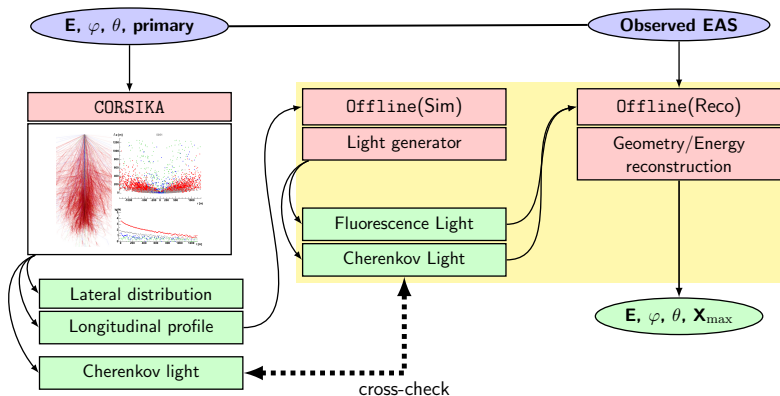 E, φ, θ, primary
Observed EAS
CORSIKA
Offline(Sim)
Light generator
Offline(Reco)
Geometry/Energy
reconstruction
Fluorescence Light
Cherenkov Light
Lateral distribution
Longitudinal profile
Cherenkov light
E, φ, θ, Xmax
cross-check